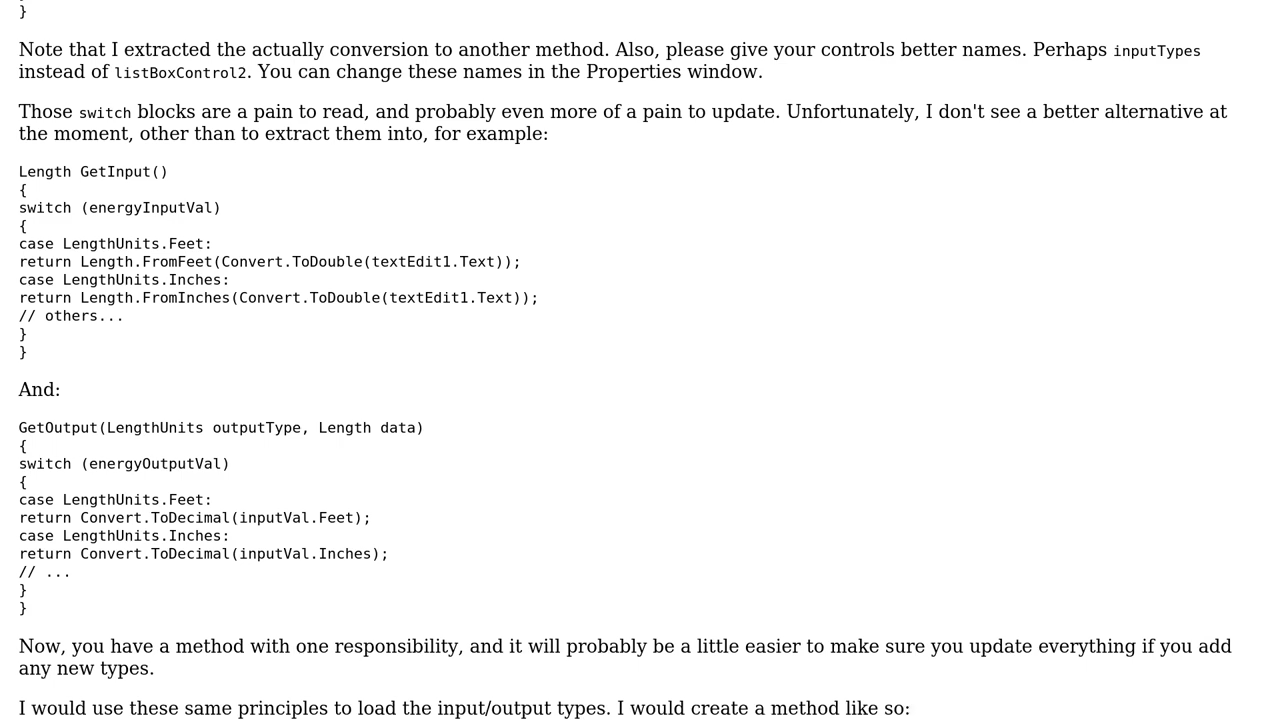 }
Note that I extracted the actually conversion to another method. Also, please give your controls better names. Perhaps inputTypes
instead of listBoxControl2. You can change these names in the Properties window.
Those switch blocks are a pain to read, and probably even more of a pain to update. Unfortunately, I don't see a better alternative at
the moment, other than to extract them into, for example:
Length GetInput()
{
switch (energyInputVal)
{
case LengthUnits.Feet:
return Length.FromFeet(Convert.ToDouble(textEdit1.Text));
case LengthUnits.Inches:
return Length.FromInches(Convert.ToDouble(textEdit1.Text));
// others...
}
}
And:
GetOutput(LengthUnits outputType, Length data)
{
switch (energyOutputVal)
{
case LengthUnits.Feet:
return Convert.ToDecimal(inputVal.Feet);
case LengthUnits.Inches:
return Convert.ToDecimal(inputVal.Inches);
// ...
}
}
Now, you have a method with one responsibility, and it will probably be a little easier to make sure you update everything if you add
any new types.
I would use these same principles to load the input/output types. I would create a method like so: